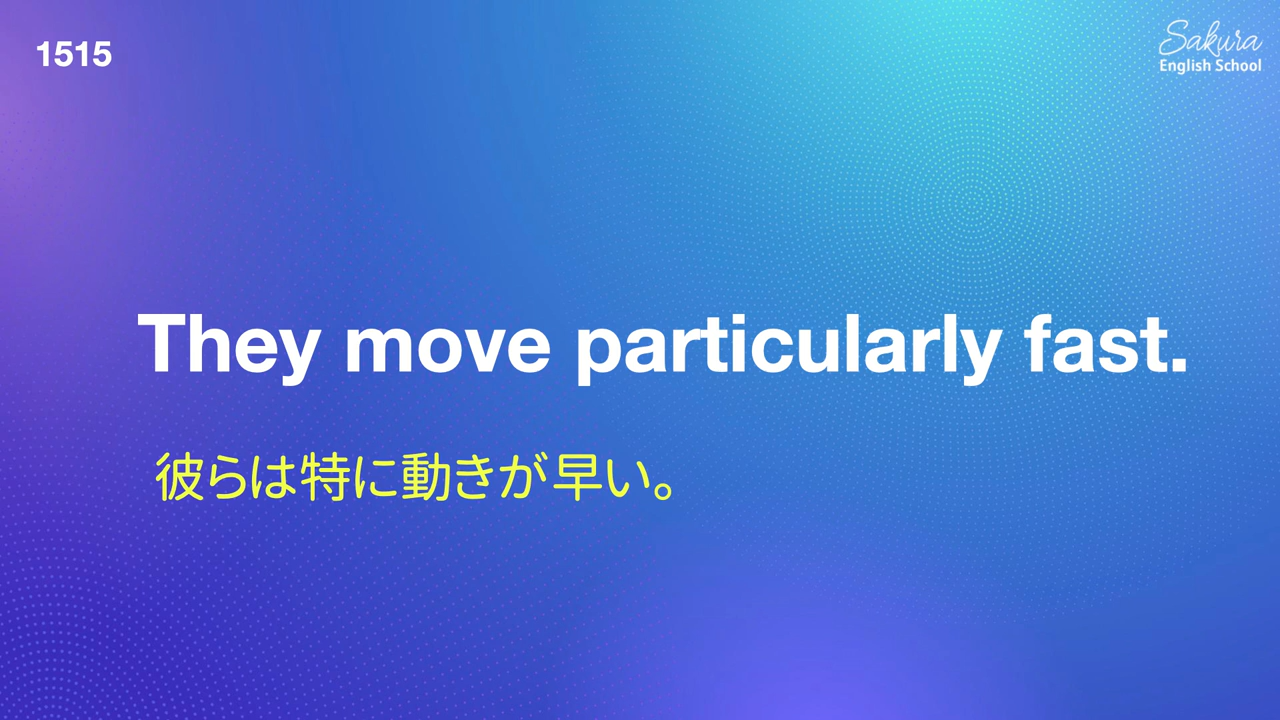 1515
Sakura
English School
They move particularly fast.
彼らは特に動きが早い。